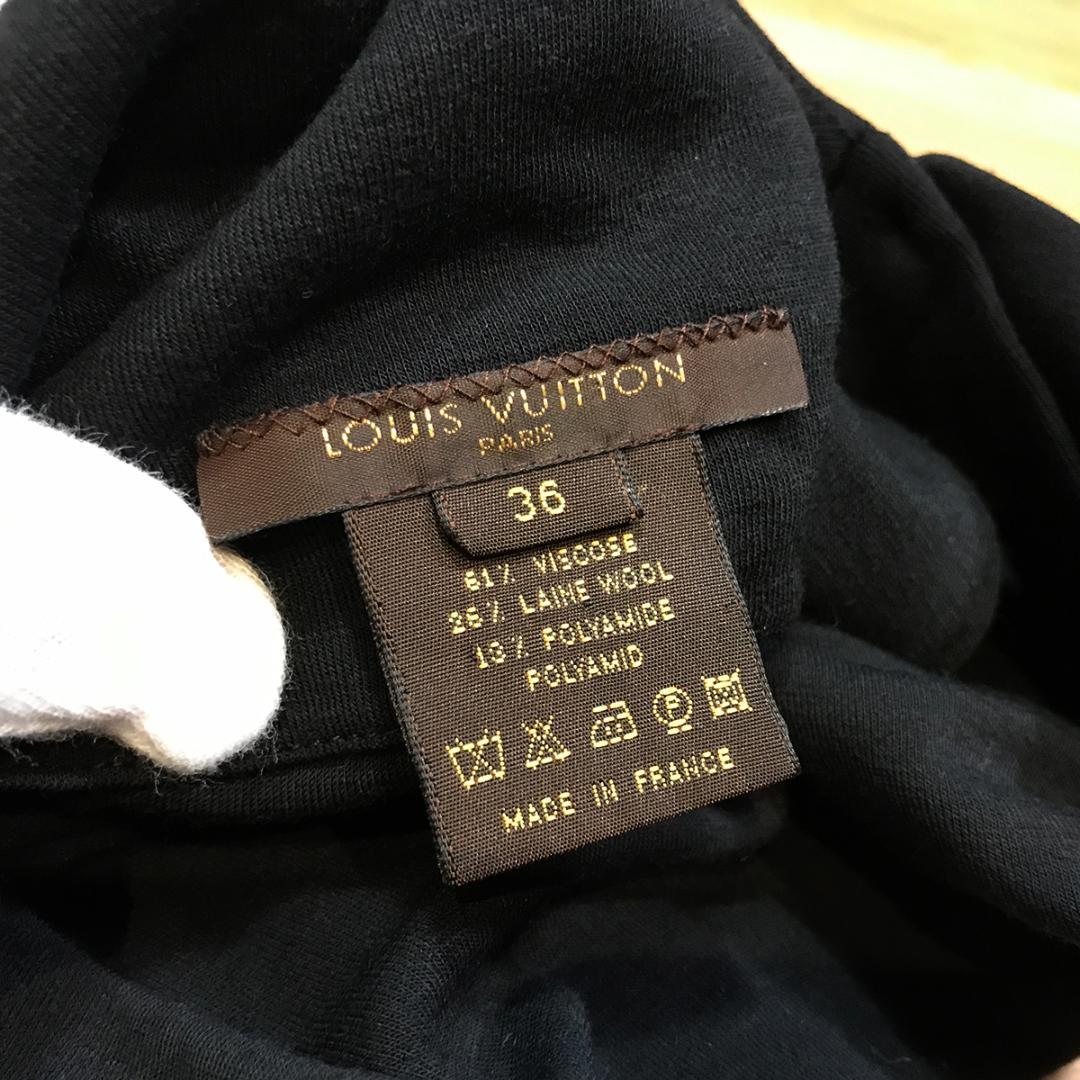 LOUIS VUITTON
PARIS
36
61% VISCOSE
26% LAINE WOOL
13% POLYAMIDE
POLYAMID
P
MADE IN FRANCE